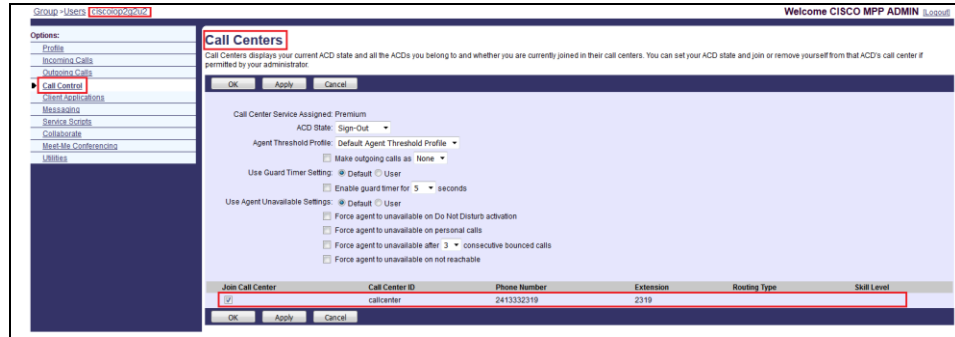 Group >Users : ciscoiop2g2u2
Welcome CISCO MPP ADMIN [Logout]
Options:
Profile
Incoming Calls
Outgoing Calls
Call Control
Client Applications
Messaging
Service Scripts
Collaborate
Meet-Me Conferencing
Utilities
Call Centers
Call Centers displays your current ACD state and all the ACDs you belong to and whether you are currently joined in their call centers. You can set your ACD state and join or remove yourself from that ACD's call center if
permitted by your administrator.
OK Apply Cancel
Call Center Service Assigned: Premium
ACD State: Sign-Out
Agent Threshold Profile: Default Agent Threshold Profile
Make outgoing calls as None
Use Guard Timer Setting: Default User
Enable guard timer for 5 seconds
Use Agent Unavailable Settings: Default User
Force agent to unavailable on Do Not Disturb activation
Force agent to unavailable on personal calls
Force agent to unavailable after 3 consecutive bounced calls
Force agent to unavailable on not reachable
Join Call Center Call Center ID Phone Number Extension Routing Type Skill Level
callcenter 2413332319 2319
OK Apply Cancel